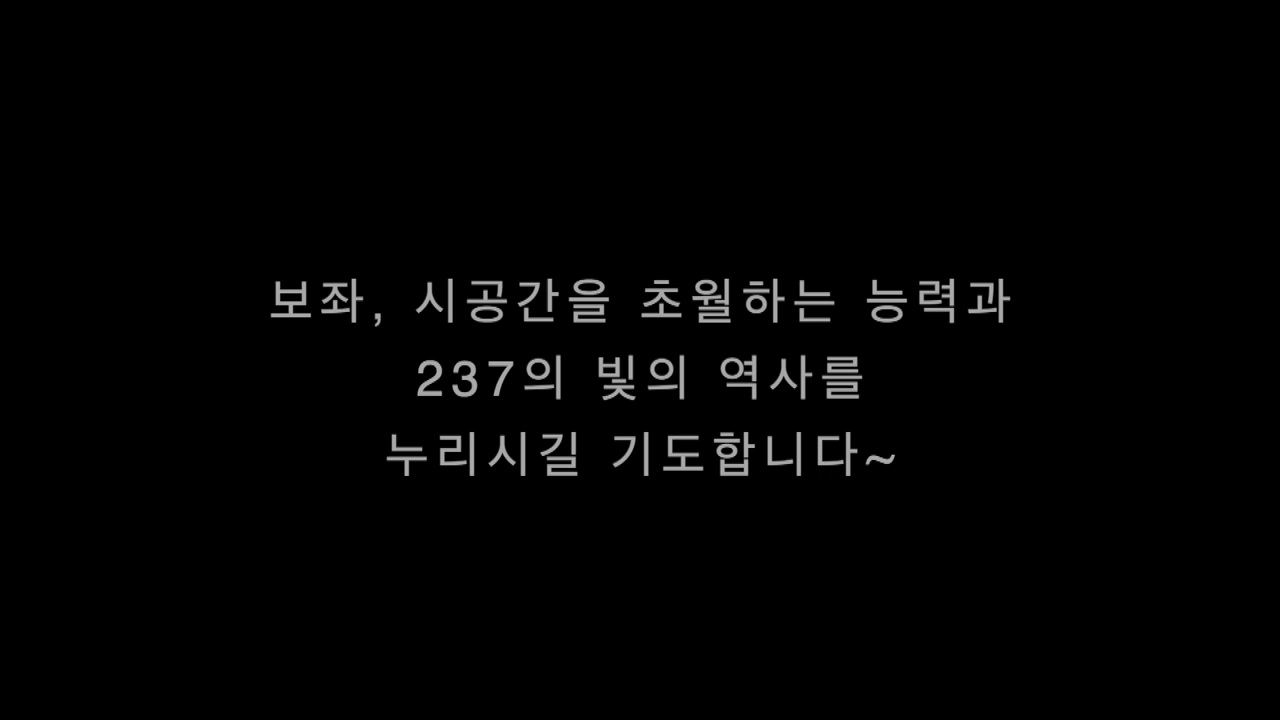 보좌, 시공간을 초월하는 능력과
237의 빛의 역사를
누리시길 기도합니다~